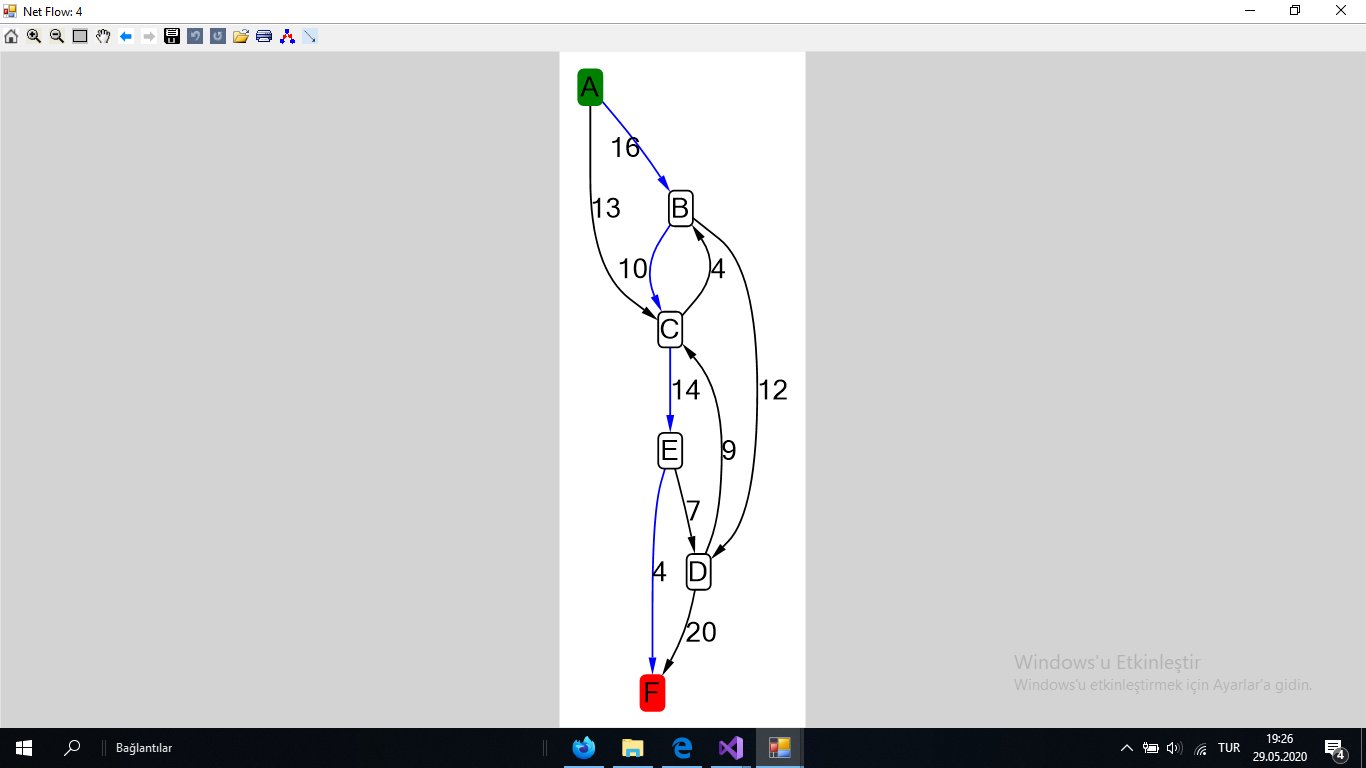 Net Flow: 4
A
16
13
B
10
4
C
14
12
E
9
7
4
D
20
F
Windows'u Etkinleştir
Windows'u etkinleştirmek için Ayarlar'a gidin.
Bağlantılar
TUR
19:26
29.05.2020
4